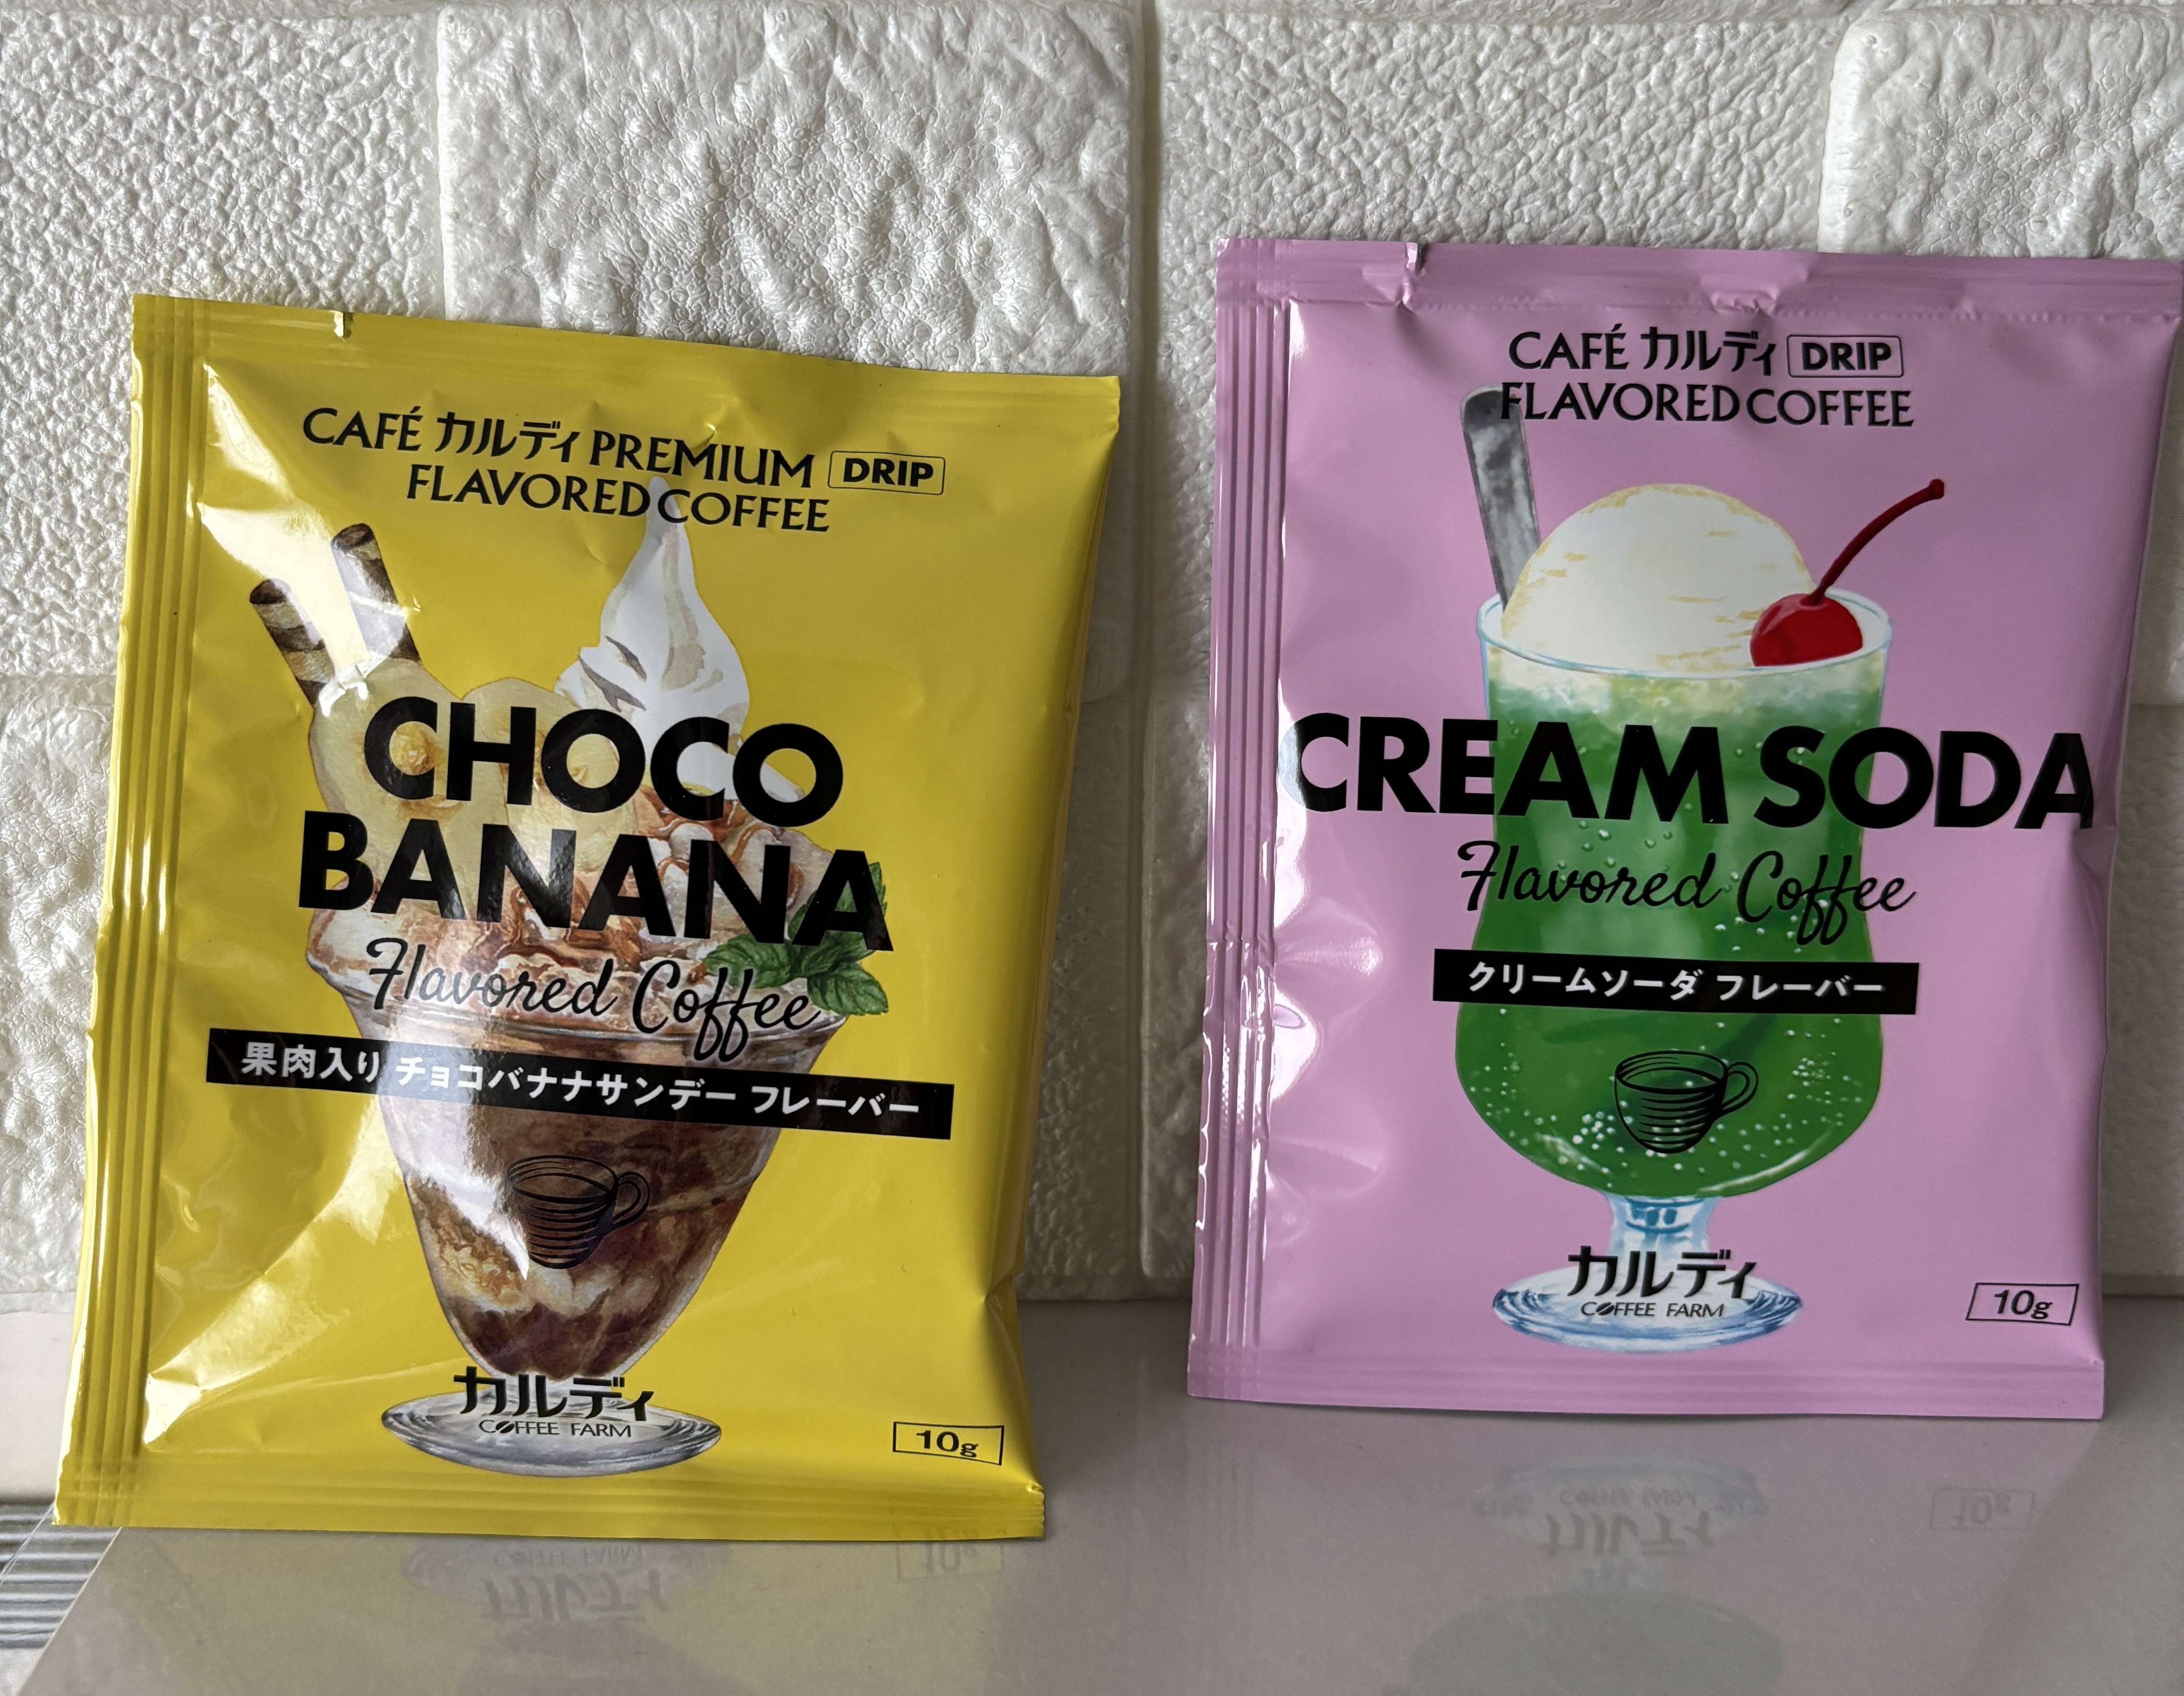 CAFÉ カルディ PREMIUM DRIP
FLAVORED COFFEE
CHOCO
BANANA
Flavored Coffee
果肉入り チョコバナナサンデー フレーバー
カルディ
COFFEE FARM
10g
CAFÉ カルディ DRIP
FLAVORED COFFEE
CREAM SODA
Flavored Coffee
クリームソーダ フレーバー
カルディ
COFFEE FARM
10g